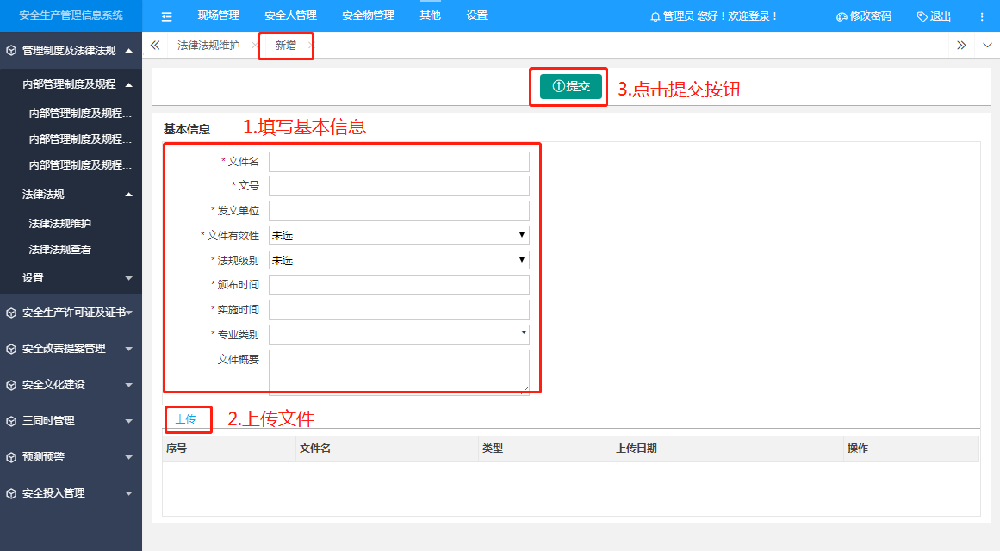 安全生产管理信息系统
现场管理 安全人管理 安全物管理 其他 设置
管理员 您好！欢迎登录！ 修改密码 退出
管理制度及法律法规
内部管理制度及规程
内部管理制度及规程...
内部管理制度及规程...
内部管理制度及规程...
法律法规
法律法规维护
法律法规查看
设置
安全生产许可证及证书
安全改善提案管理
安全文化建设
三同时管理
预测预警
安全投入管理
法律法规维护 新增
提交 3.点击提交按钮
基本信息 1.填写基本信息
* 文件名
* 文号
* 发文单位
* 文件有效性 未选
* 法规级别 未选
* 颁布时间
* 实施时间
* 专业类别
文件概要
上传 2.上传文件
序号 文件名 类型 上传日期 操作